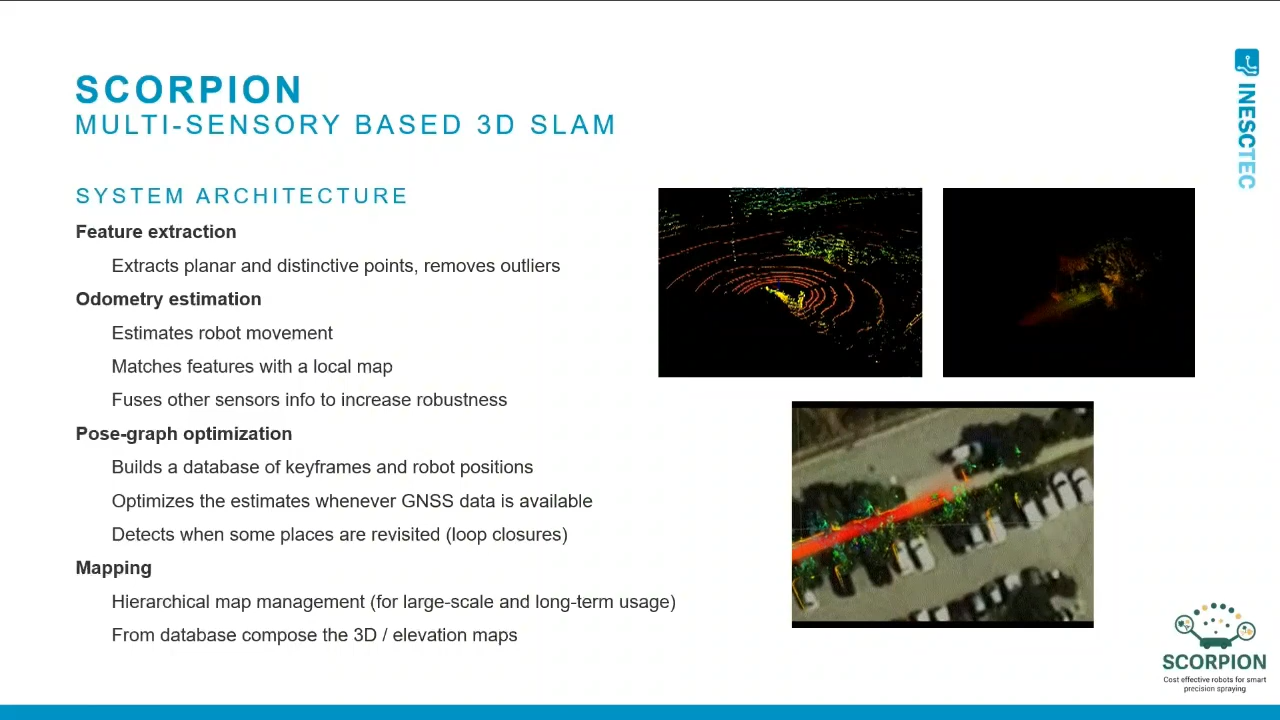 SCORPION
MULTI-SENSORY BASED 3D SLAM
INESCTEC
SYSTEM ARCHITECTURE
Feature extraction
Extracts planar and distinctive points, removes outliers
Odometry estimation
Estimates robot movement
Matches features with a local map
Fuses other sensors info to increase robustness
Pose-graph optimization
Builds a database of keyframes and robot positions
Optimizes the estimates whenever GNSS data is available
Detects when some places are revisited (loop closures)
Mapping
Hierarchical map management (for large-scale and long-term usage)
From database compose the 3D / elevation maps
SCORPION
Cost effective robots for smart
precision spraying